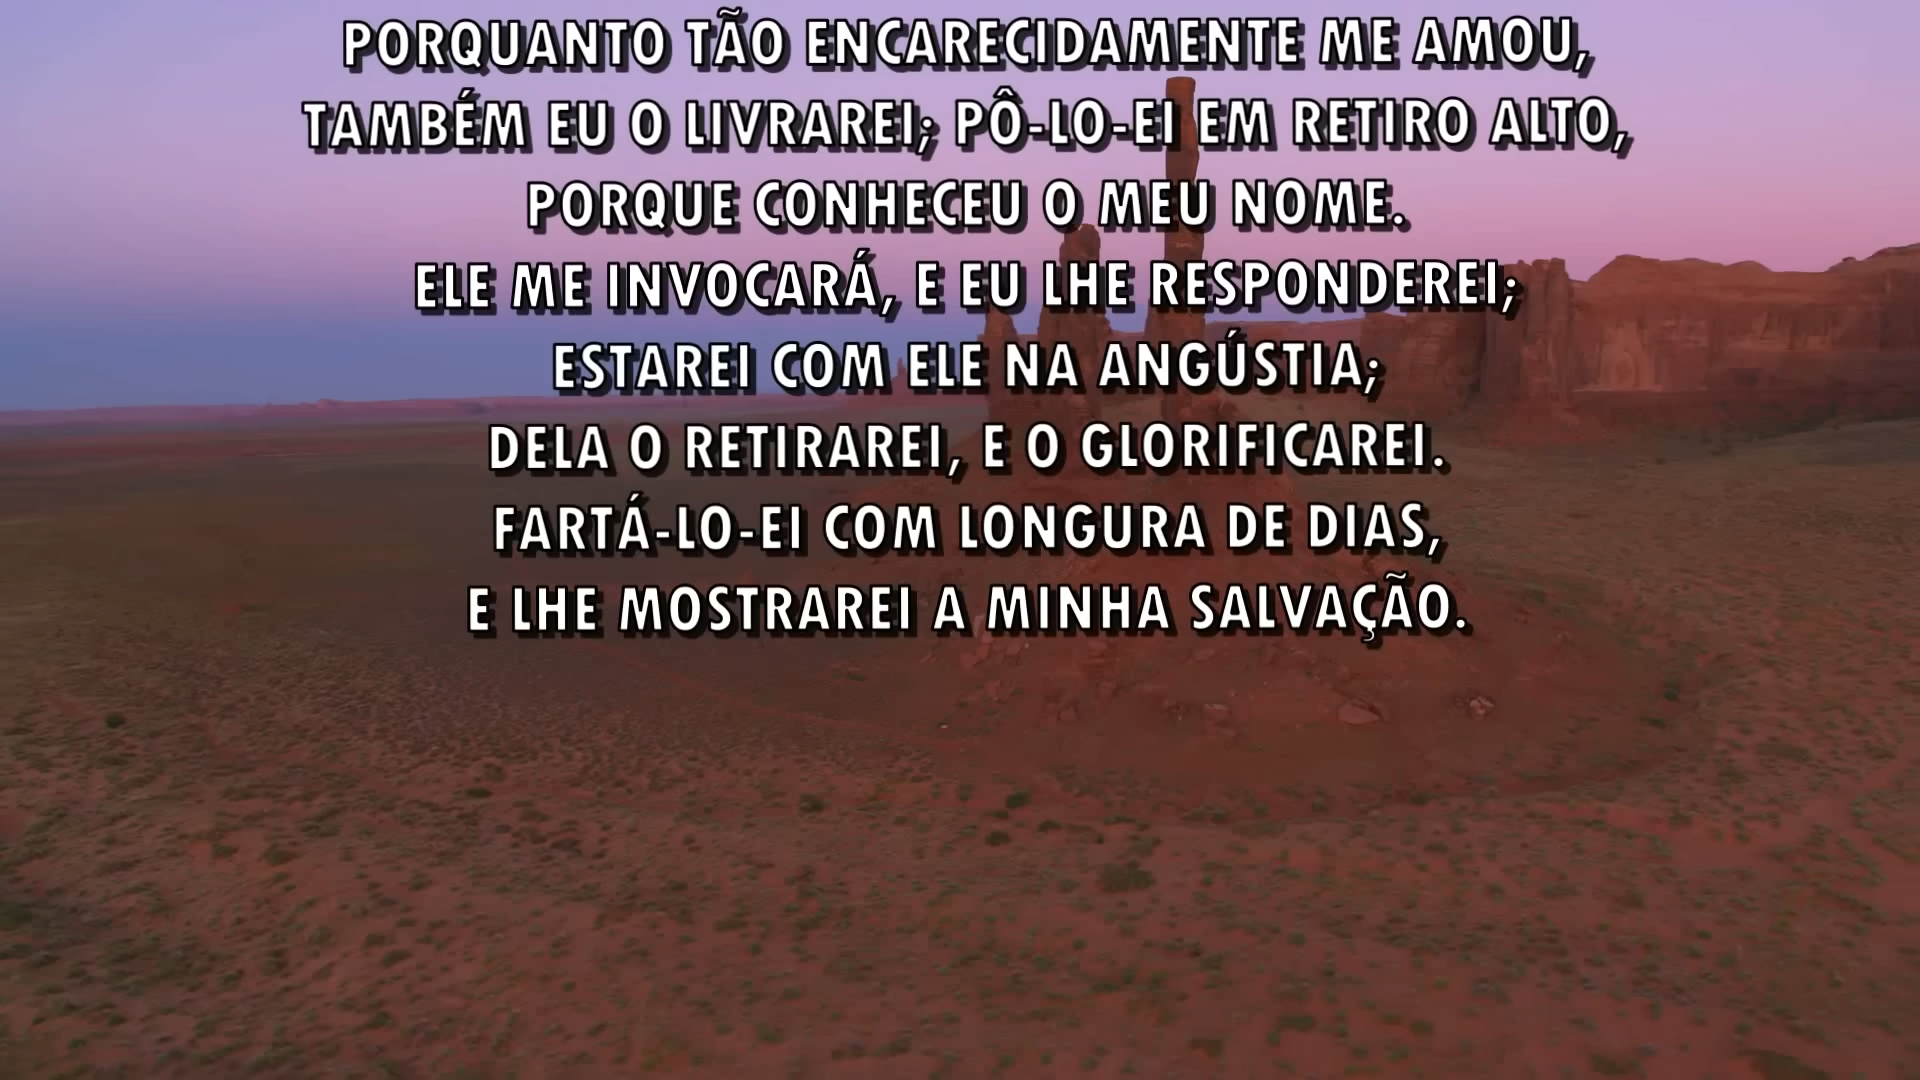 PORQUANTO TÃO ENCARECIDAMENTE ME AMOU,
TAMBÉM EU O LIVRAREI; PÔ-LO-EI EM RETIRO ALTO,
PORQUE CONHECEU O MEU NOME.
ELE ME INVOCARÁ, E EU LHE RESPONDEREI;
ESTAREI COM ELE NA ANGÚSTIA;
DELA O RETIRAREI, E O GLORIFICAREI.
FARTÁ-LO-EI COM LONGURA DE DIAS,
E LHE MOSTRAREI A MINHA SALVAÇÃO.